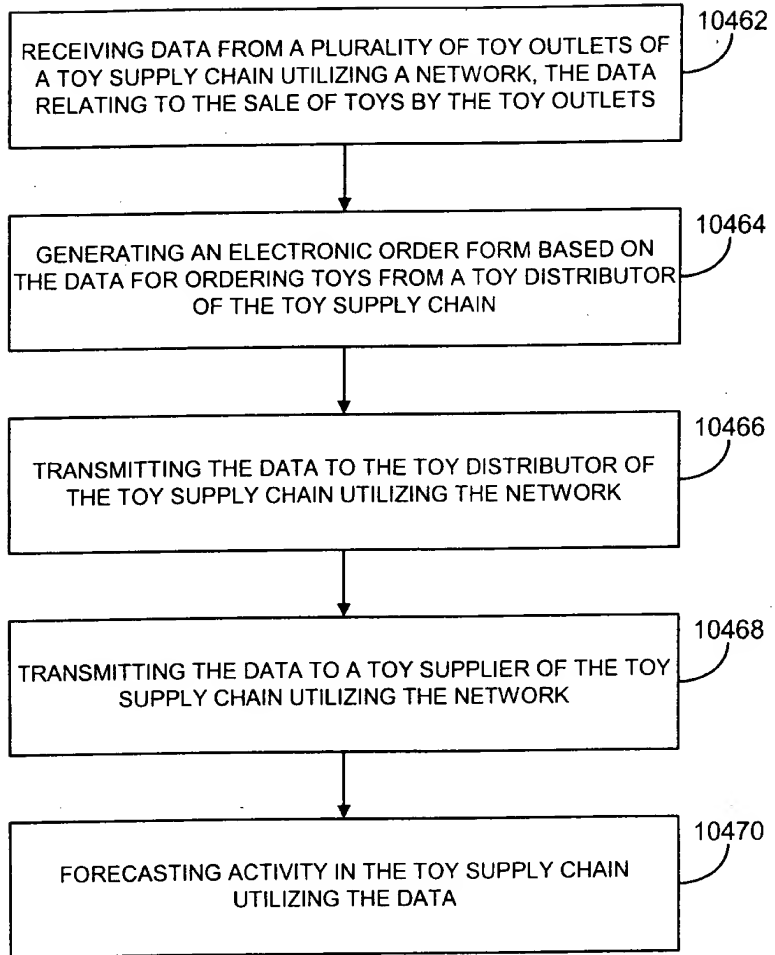 10462
RECEIVING DATA FROM A PLURALITY OF TOY OUTLETS OF
A TOY SUPPLY CHAIN UTILIZING A NETWORK, THE DATA
RELATING TO THE SALE OF TOYS BY THE TOY OUTLETS
10464
GENERATING AN ELECTRONIC ORDER FORM BASED ON
THE DATA FOR ORDERING TOYS FROM A TOY DISTRIBUTOR
OF THE TOY SUPPLY CHAIN
10466
TRANSMITTING THE DATA TO THE TOY DISTRIBUTOR OF
THE TOY SUPPLY CHAIN UTILIZING THE NETWORK
10468
TRANSMITTING THE DATA TO A TOY SUPPLIER OF THE TOY
SUPPLY CHAIN UTILIZING THE NETWORK
10470
FORECASTING ACTIVITY IN THE TOY SUPPLY CHAIN
UTILIZING THE DATA